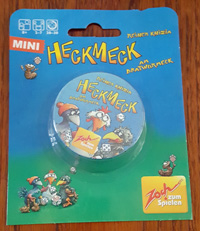 REINER KNIZIA
MINI
HECKMECK
AM
BRATWURMECK
HECKMECK
Zoch
zum
Spielen